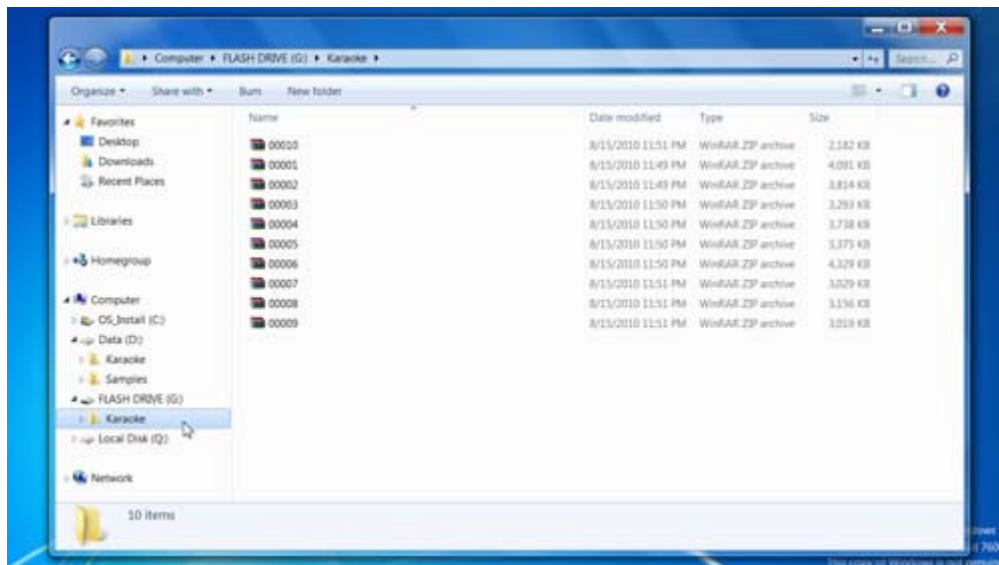 Computer ▸ FLASH DRIVE (G:) ▸ Karaoke ▸
Search...
Organize Share with Burn New folder
Favorites
Desktop
Downloads
Recent Places
Libraries
Homegroup
Computer
OS_Install (C:)
Data (D:)
Karaoke
Samples
FLASH DRIVE (G:)
Karaoke
Local Disk (Q:)
Network
Name Date modified Type Size
00010 8/15/2010 11:51 PM WinRAR ZIP archive 2,182 KB
00001 8/15/2010 11:49 PM WinRAR ZIP archive 4,091 KB
00002 8/15/2010 11:49 PM WinRAR ZIP archive 3,814 KB
00003 8/15/2010 11:50 PM WinRAR ZIP archive 3,293 KB
00004 8/15/2010 11:50 PM WinRAR ZIP archive 3,738 KB
00005 8/15/2010 11:50 PM WinRAR ZIP archive 3,375 KB
00006 8/15/2010 11:50 PM WinRAR ZIP archive 4,329 KB
00007 8/15/2010 11:51 PM WinRAR ZIP archive 3,029 KB
00008 8/15/2010 11:51 PM WinRAR ZIP archive 3,156 KB
00009 8/15/2010 11:51 PM WinRAR ZIP archive 3,019 KB
10 items
760
This copy of Windows is not